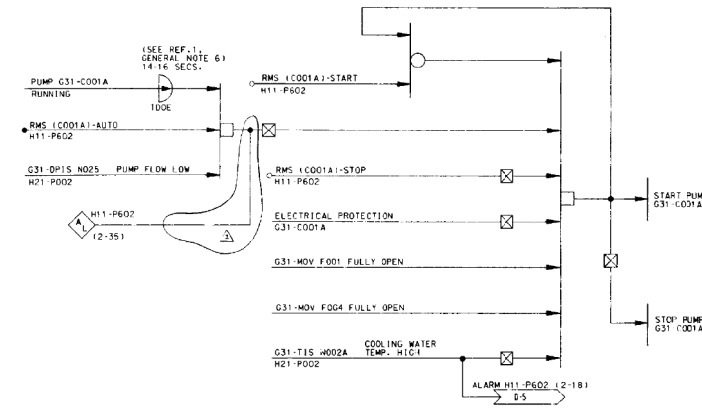 (SEE REF.1,
GENERAL NOTE 6)
14-16 SECS.
PUMP G31-C001A
RUNNING
TDOE
RMS (C001A)-START
H11-P602
RMS (C001A)-AUTO
H11-P602
G31-DPIS N025 PUMP FLOW LOW
H21-P002
RMS (C001A)-STOP
H11-P602
A
L
H11-P602
(2-35)
ELECTRICAL PROTECTION
G31-C001A
G31-MOV F001 FULLY OPEN
G31-MOV F004 FULLY OPEN
G31-TIS N002A
H21-P002
COOLING WATER
TEMP. HIGH
ALARM H11-P602 (2-18)
D-5
START PUM
G31-C001A
STOP PUMP
G31-C001A